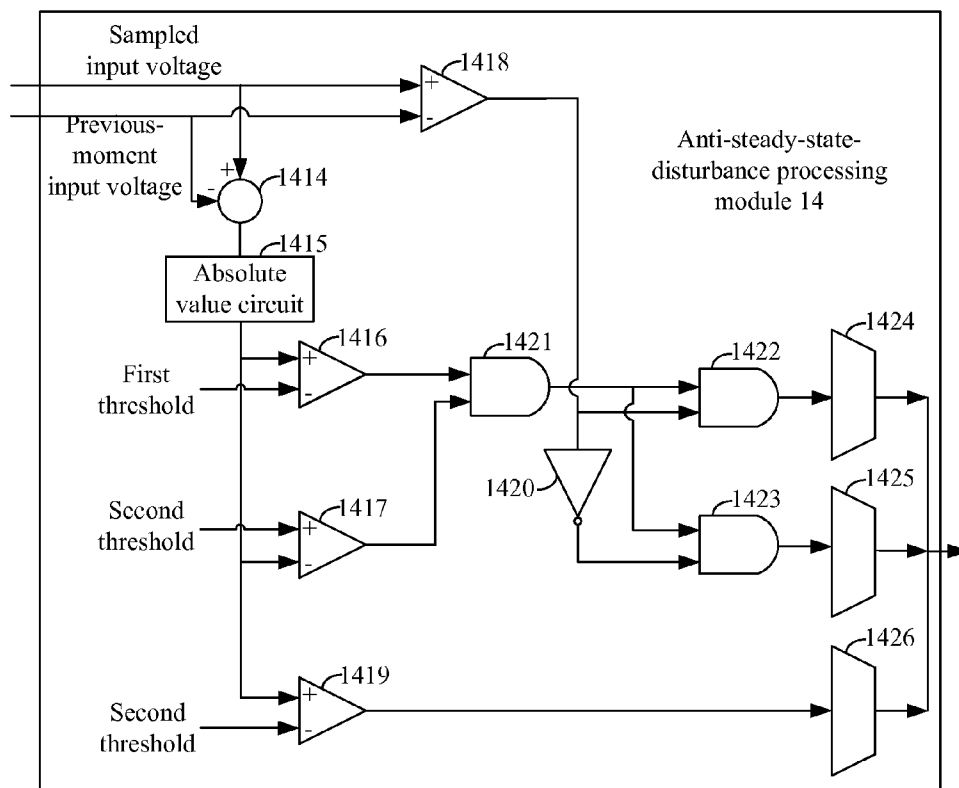 Sampled
input voltage
1418
+
-
Previous-
moment
input voltage
+
-
1414
Anti-steady-state-
disturbance processing
module 14
1415
Absolute
value circuit
1416
+
-
First
threshold
1421
1422
1424
1420
Second
threshold
1417
+
-
1423
1425
1419
+
-
Second
threshold
1426